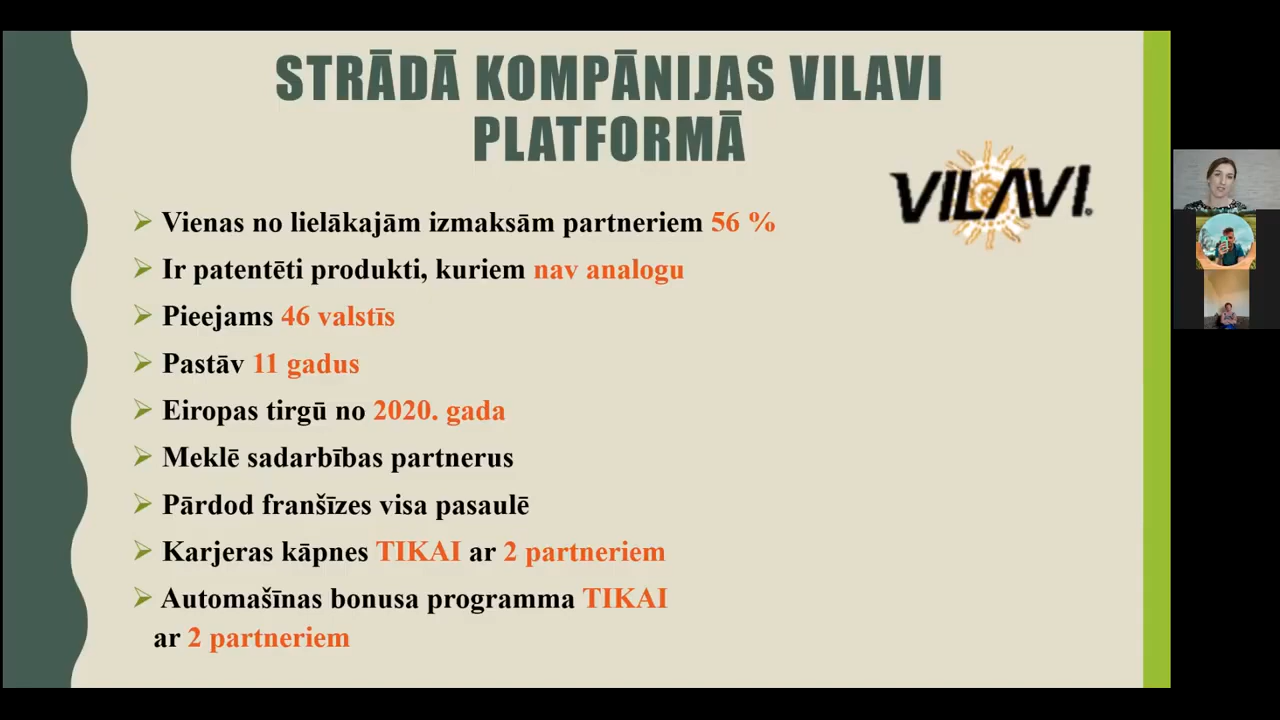 STRĀDĀ KOMPĀNIJAS VILAVI
PLATFORMĀ
VILAVI®
Vienas no lielākajām izmaksām partneriem 56 %
Ir patentēti produkti, kuriem nav analogu
Pieejams 46 valstīs
Pastāv 11 gadus
Eiropas tirgū no 2020. gada
Meklē sadarbības partnerus
Pārdod franšīzes visa pasaulē
Karjeras kāpnes TIKAI ar 2 partneriem
Automašīnas bonusa programma TIKAI
ar 2 partneriem